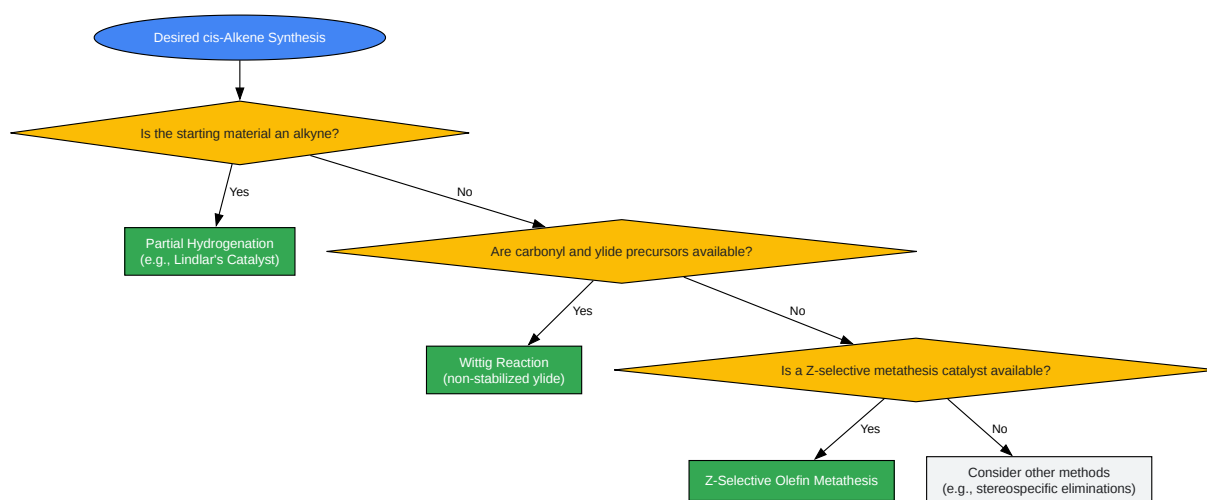 Desired cis-Alkene Synthesis
Is the starting material an alkyne?
Yes
No
Partial Hydrogenation
(e.g., Lindlar's Catalyst)
Are carbonyl and ylide precursors available?
Yes
No
Wittig Reaction
(non-stabilized ylide)
Is a Z-selective metathesis catalyst available?
Yes
No
Z-Selective Olefin Metathesis
Consider other methods
(e.g., stereospecific eliminations)